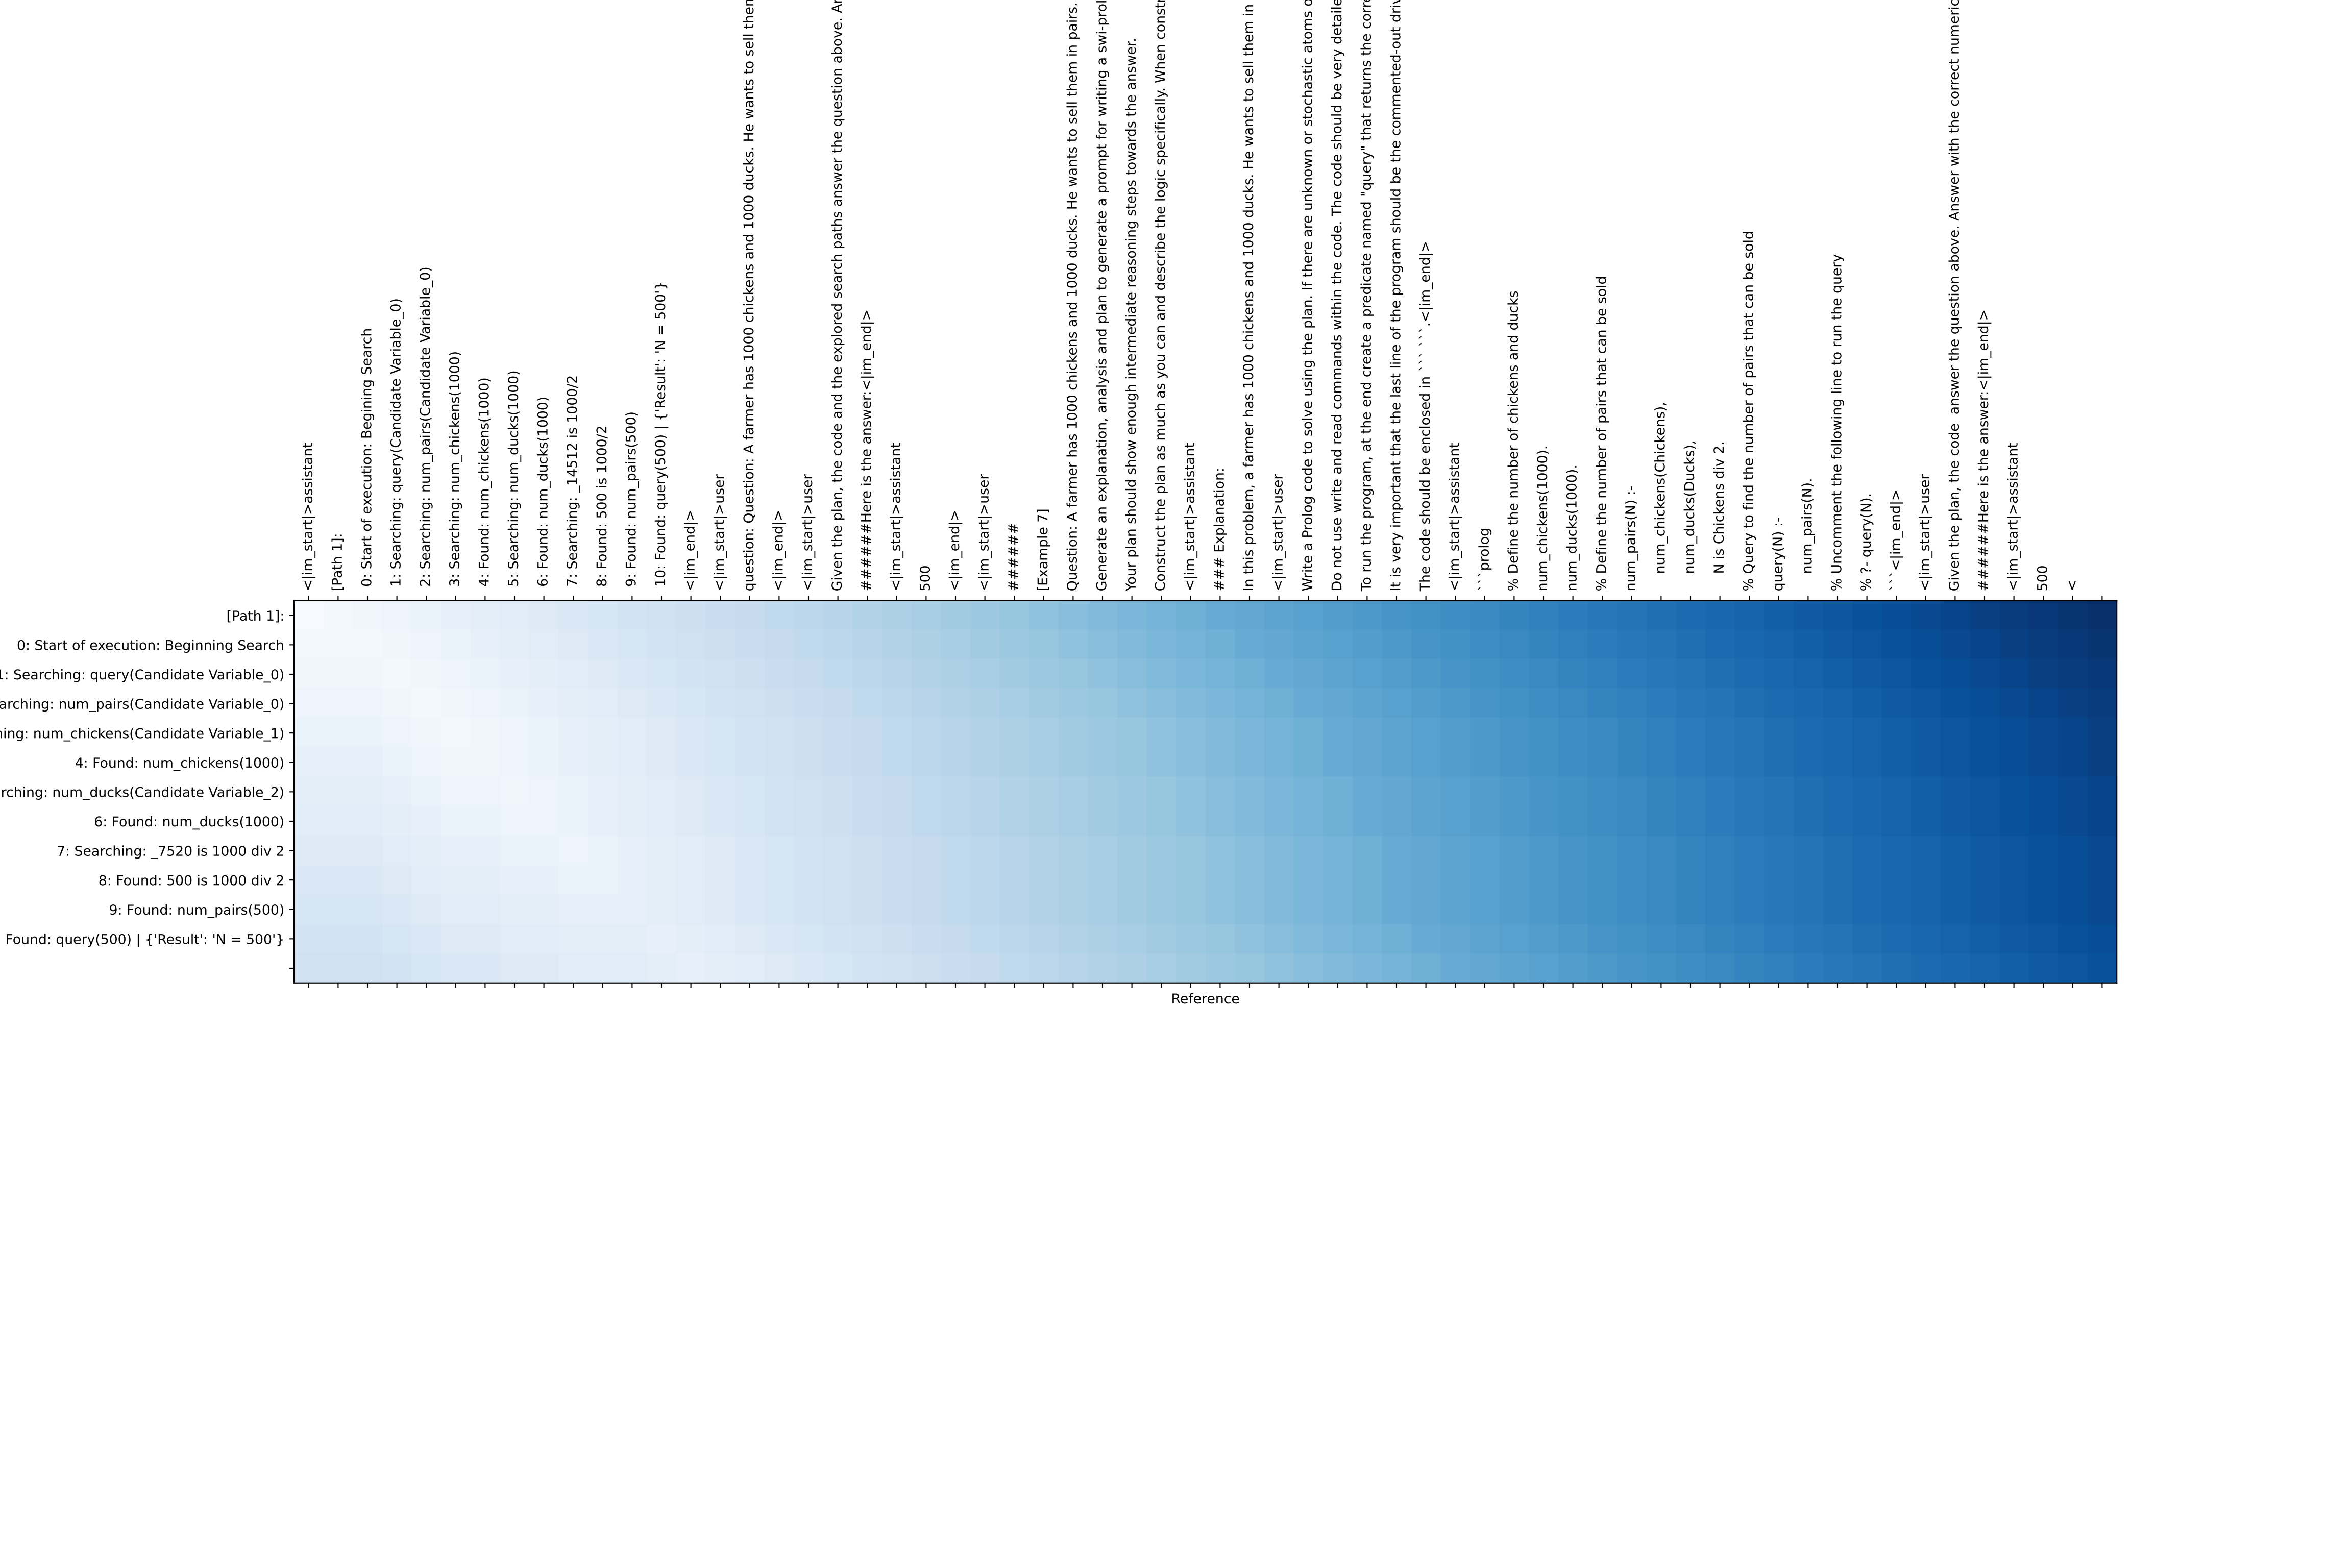 <|im_start|>assistant
[Path 1]:
0: Start of execution: Begining Search
1: Searching: query(Candidate Variable_0)
2: Searching: num_pairs(Candidate Variable_0)
3: Searching: num_chickens(1000)
4: Found: num_chickens(1000)
5: Searching: num_ducks(1000)
6: Found: num_ducks(1000)
7: Searching: _14512 is 1000/2
8: Found: 500 is 1000/2
9: Found: num_pairs(500)
10: Found: query(500) | {'Result': 'N = 500'}
<|im_end|>
<|im_start|>user
question: Question: A farmer has 1000 chickens and 1000 ducks. He wants to sell
<|im_end|>
<|im_start|>user
Given the plan, the code and the explored search paths answer the question above.
######Here is the answer:<|im_end|>
<|im_start|>assistant
500
<|im_end|>
<|im_start|>user
######
[Example 7]
Question: A farmer has 1000 chickens and 1000 ducks. He wants to sell them in pairs.
Generate an explanation, analysis and plan to generate a prompt for writing a
Your plan should show enough intermediate reasoning steps towards the answer.
Construct the plan as much as you can and describe the logic specifically. When
<|im_start|>assistant
### Explanation:
In this problem, a farmer has 1000 chickens and 1000 ducks. He wants to sell them in
<|im_start|>user
Write a Prolog code to solve using the plan. If there are unknown or stochastic atoms
Do not use write and read commands within the code. The code should be very
To run the program, at the end create a predicate named "query" that returns the
It is very important that the last line of the program should be the commented-out
The code should be enclosed in ``` ```.<|im_end|>
<|im_start|>assistant
```prolog
% Define the number of chickens and ducks
num_chickens(1000).
num_ducks(1000).
% Define the number of pairs that can be sold
num_pairs(N) :-
num_chickens(Chickens),
num_ducks(Ducks),
N is Chickens div 2.
% Query to find the number of pairs that can be sold
query(N) :-
num_pairs(N).
% Uncomment the following line to run the query
% ?- query(N).
```<|im_end|>
<|im_start|>user
Given the plan, the code  answer the question above. Answer with the correct
######Here is the answer:<|im_end|>
<|im_start|>assistant
500
<
[Path 1]:
0: Start of execution: Beginning Search
1: Searching: query(Candidate Variable_0)
num_pairs(Candidate Variable_0)
num_chickens(Candidate Variable_1)
4: Found: num_chickens(1000)
num_ducks(Candidate Variable_2)
6: Found: num_ducks(1000)
7: Searching: _7520 is 1000 div 2
8: Found: 500 is 1000 div 2
9: Found: num_pairs(500)
Found: query(500) | {'Result': 'N = 500'}
Reference